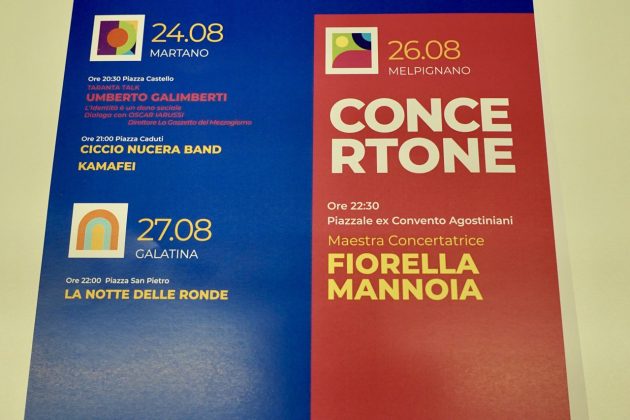 24.08
MARTANO
Ore 20:30 Piazza Castello
TARANTA TALK
UMBERTO GALIMBERTI
L'identità è un dono sociale
Dialoga con OSCAR IARUSSI
Direttore La Gazzetta del Mezzogiorno
Ore 21:00 Piazza Caduti
CICCIO NUCERA BAND
KAMAFEI
27.08
GALATINA
Ore 22:00 Piazza San Pietro
LA NOTTE DELLE RONDE
26.08
MELPIGNANO
CONCE
RTONE
Ore 22:30
Piazzale ex Convento Agostiniani
Maestra Concertatrice
FIORELLA
MANNOIA